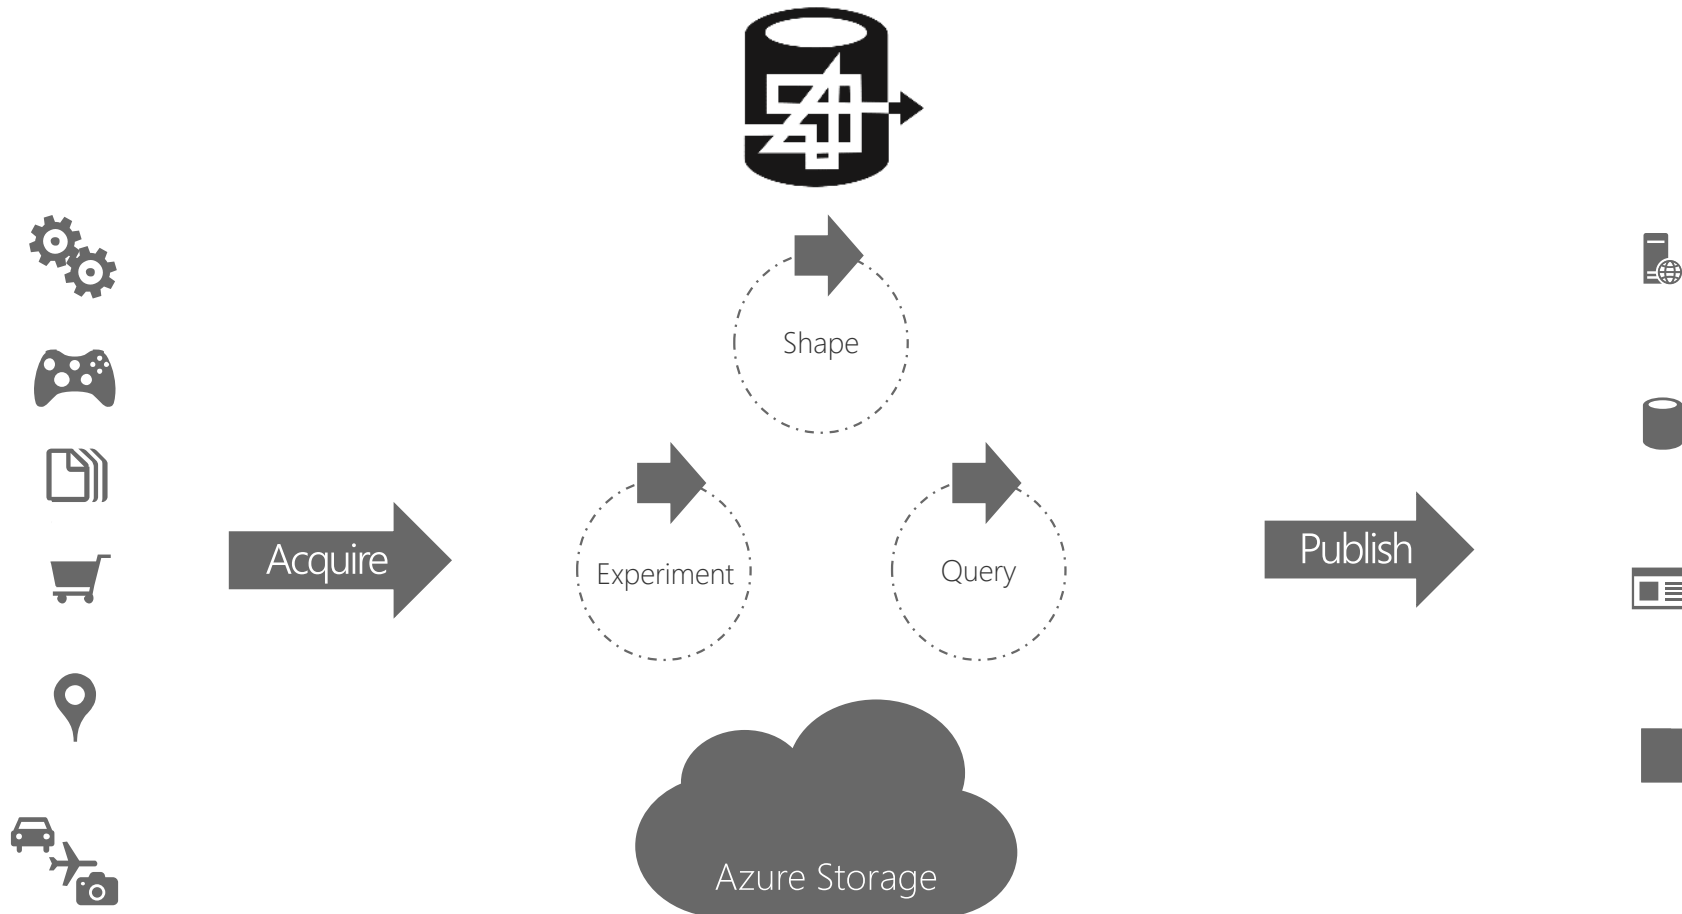 Shape
Acquire
Experiment
Query
Publish
Azure Storage